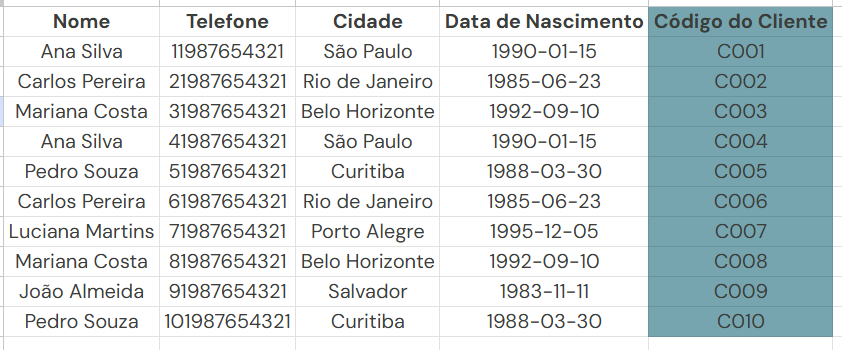 Nome Telefone Cidade Data de Nascimento Código do Cliente
Ana Silva 11987654321 São Paulo 1990-01-15 C001
Carlos Pereira 21987654321 Rio de Janeiro 1985-06-23 C002
Mariana Costa 31987654321 Belo Horizonte 1992-09-10 C003
Ana Silva 41987654321 São Paulo 1990-01-15 C004
Pedro Souza 51987654321 Curitiba 1988-03-30 C005
Carlos Pereira 61987654321 Rio de Janeiro 1985-06-23 C006
Luciana Martins 71987654321 Porto Alegre 1995-12-05 C007
Mariana Costa 81987654321 Belo Horizonte 1992-09-10 C008
João Almeida 91987654321 Salvador 1983-11-11 C009
Pedro Souza 101987654321 Curitiba 1988-03-30 C010